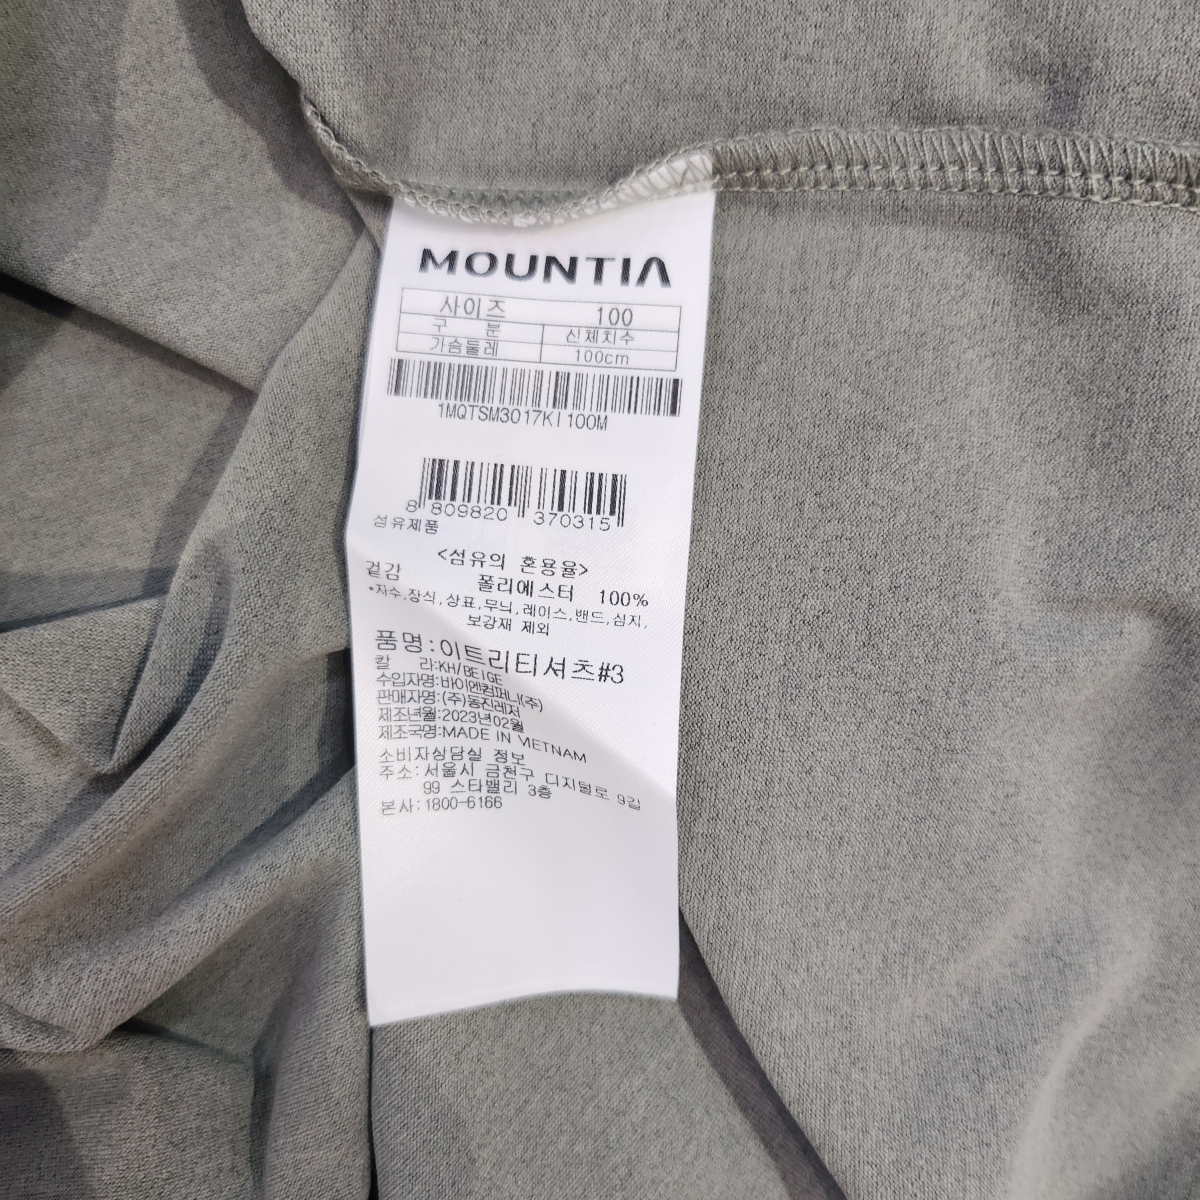 MOUNTIA
사이즈 100
구 분 신체치수
가슴둘레 100cm
1MQTSM3017KI100M
8 809820 370315
섬유제품
<섬유의 혼용율>
겉감 폴리에스터 100%
*자수,장식,상표,무늬,레이스,밴드,심지,
보강재 제외
품명:이트리티셔츠#3
칼 라:KH/BEIGE
수입자명:바이엔컴퍼니(주)
판매자명:(주)동진레저
제조년월:2023년02월
제조국명:MADE IN VIETNAM
소비자상담실 정보
주소:서울시 금천구 디지털로 9길
99 스타밸리 3층
본사:1800-6166